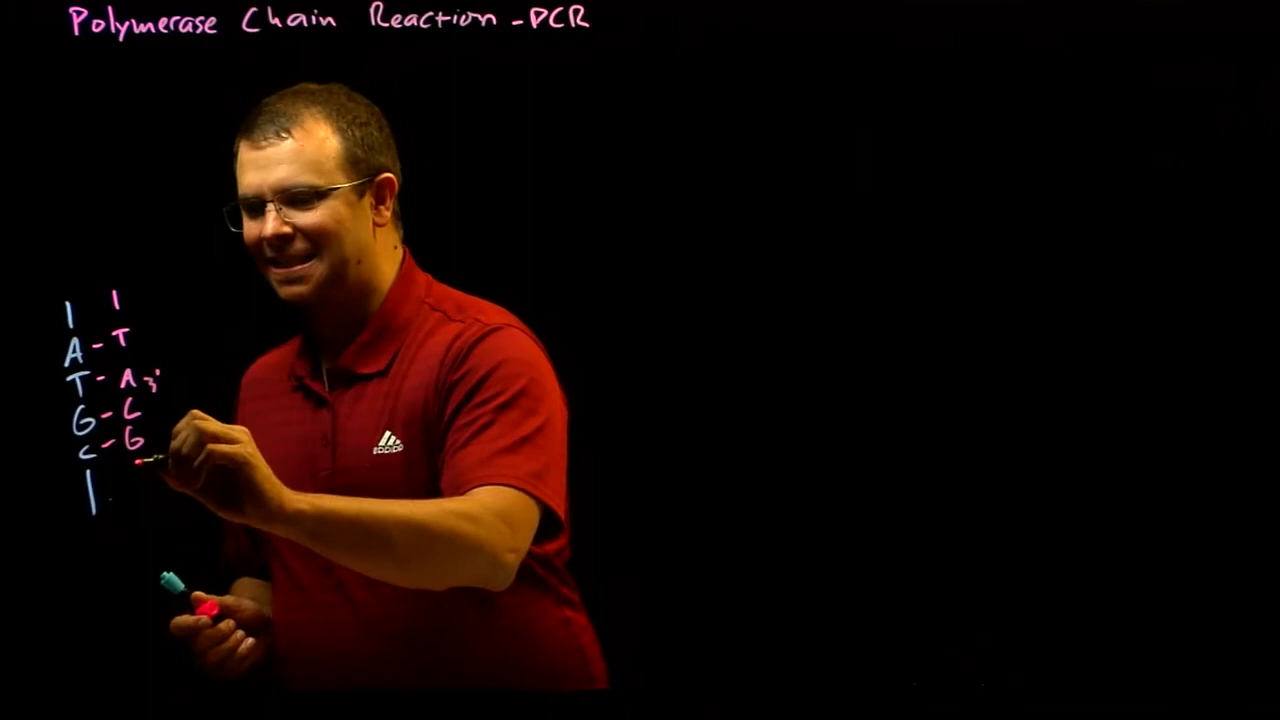 Polymerase Chain Reaction - PCR
A - T
T - A 3'
G - C
C - G